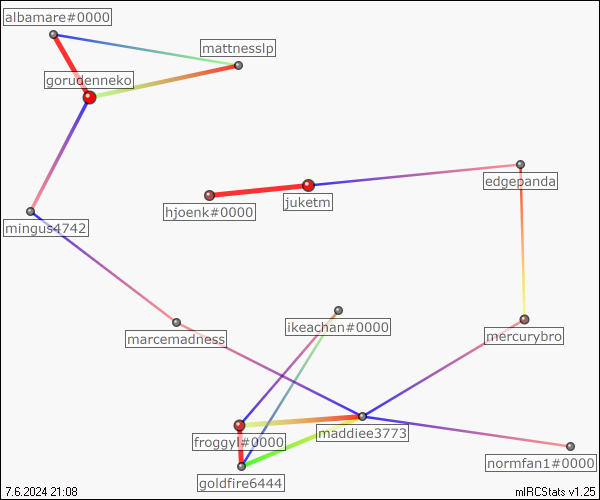 albamare#0000
mattnesslp
gorudenneko
edgepanda
hjoenk#0000
juketm
mingus4742
ikeachan#0000
marcemadness
mercurybro
maddiee3773
froggyl#0000
normfan1#0000
goldfire6444
7.6.2024 21:08
mIRCStats v1.25